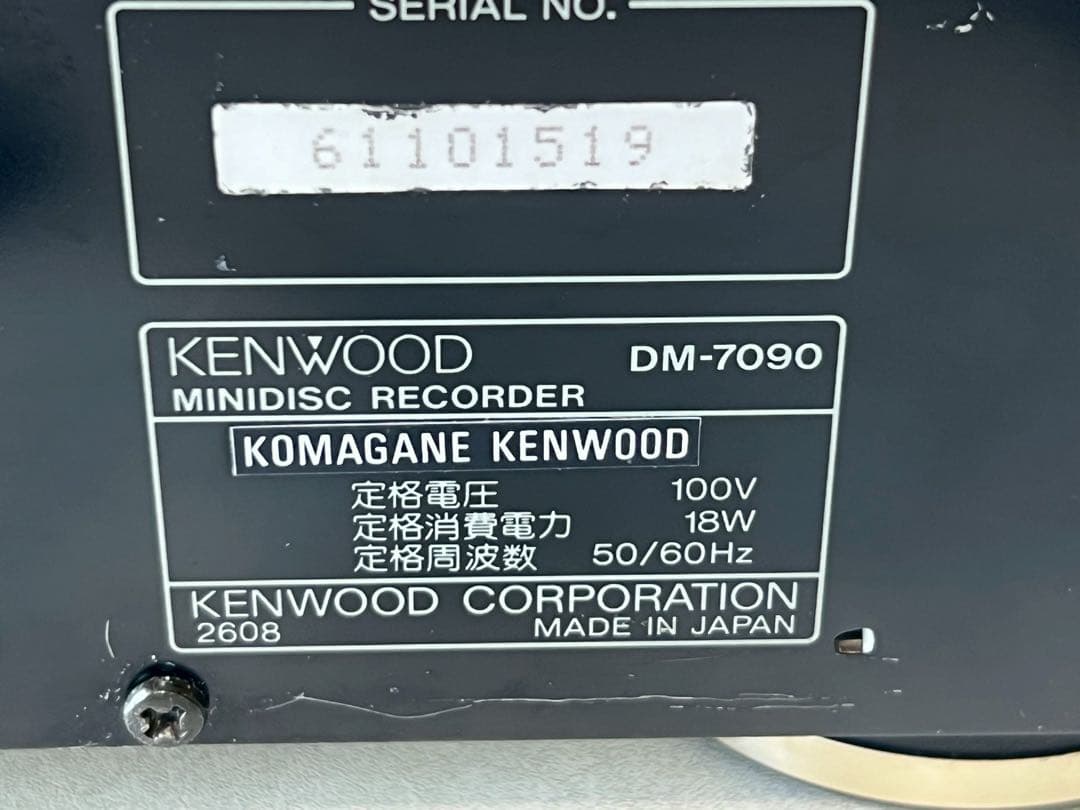 SERIAL NO.
61101519
KENWOOD DM-7090
MINIDISC RECORDER
KOMAGANE KENWOOD
定格電圧 100V
定格消費電力 18W
定格周波数 50/60Hz
KENWOOD CORPORATION
2608 MADE IN JAPAN